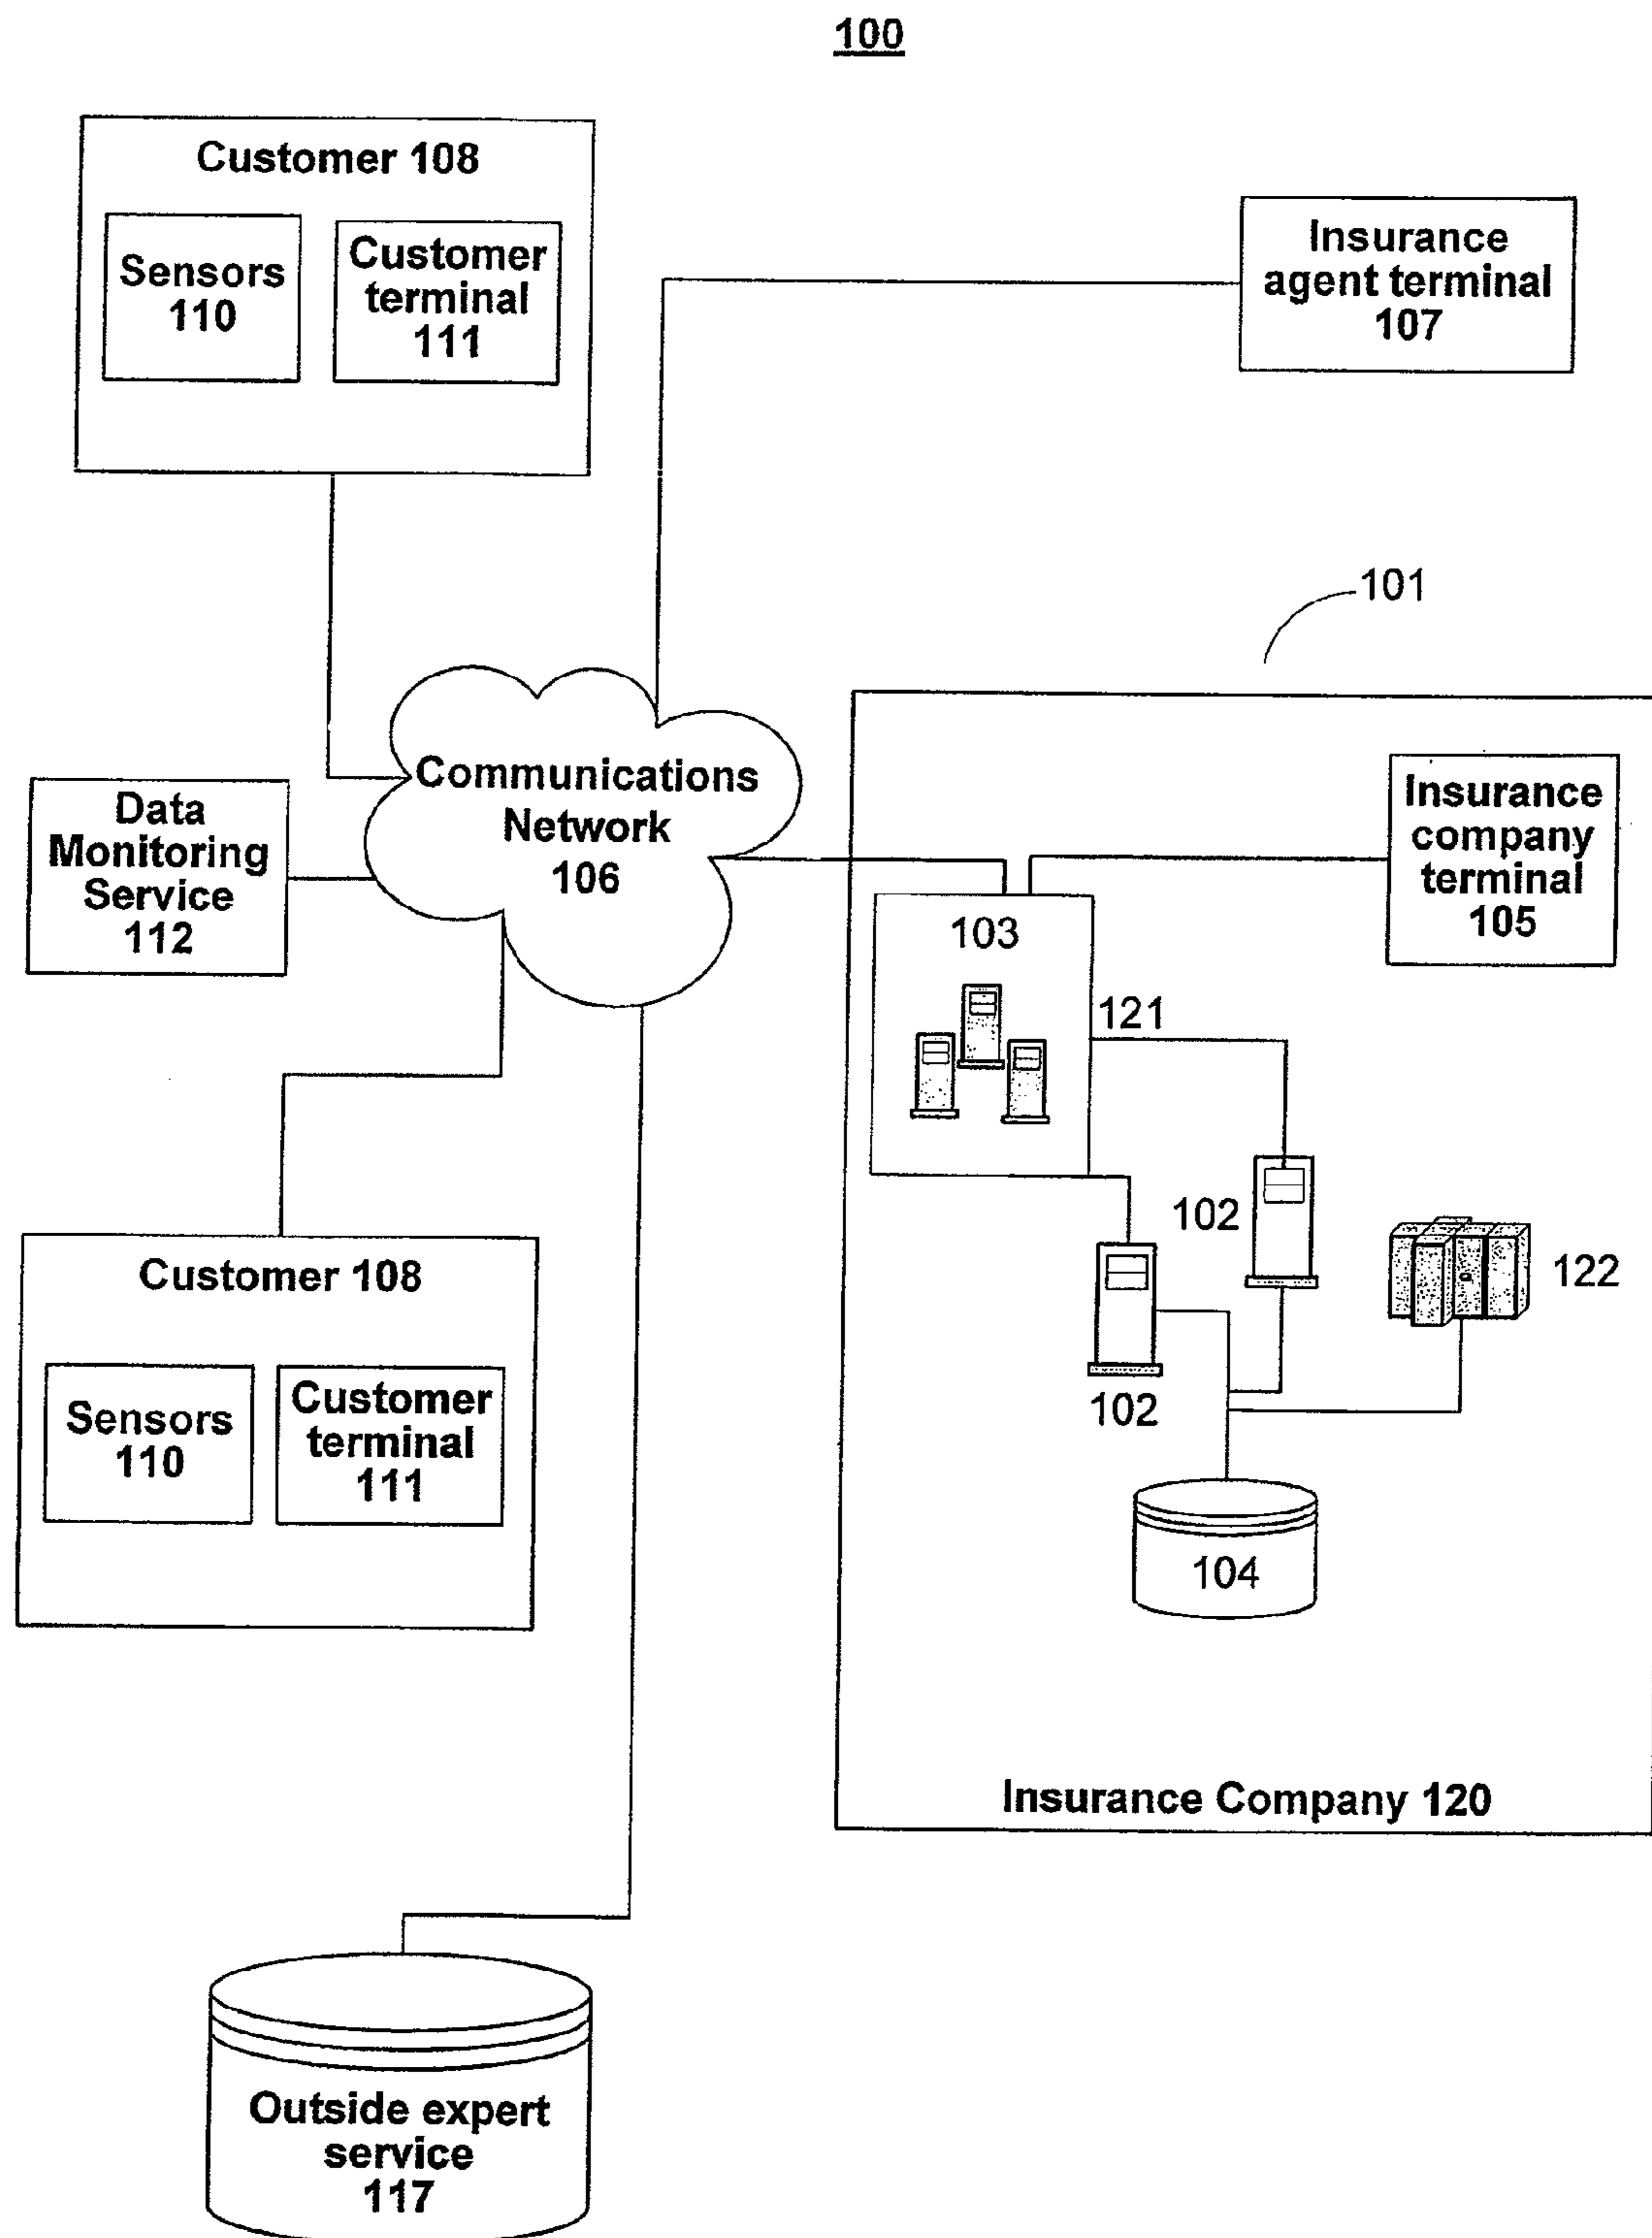 100
Customer 108
Sensors
110
Customer
terminal
111
Insurance
agent terminal
107
101
Communications
Network
106
Data
Monitoring
Service
112
Insurance
company
terminal
105
103
121
102
102
122
104
Customer 108
Sensors
110
Customer
terminal
111
Insurance Company 120
Outside expert
service
117